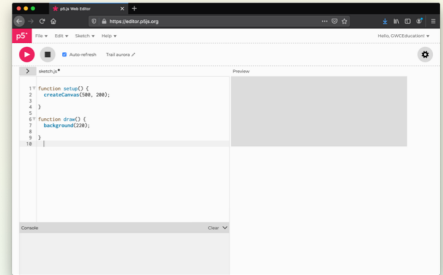 p5.js Web Editor
https://editor.p5js.org
p5*
File
Edit
Sketch
Help
Hello, GWCEducation1
Auto-refresh
sketch.js
Preview
1 function setup() {
2 createCanvas(500, 200);
3
4 }
5
6 function draw() {
7 background(220);
8
9 }
10
Console
Clear